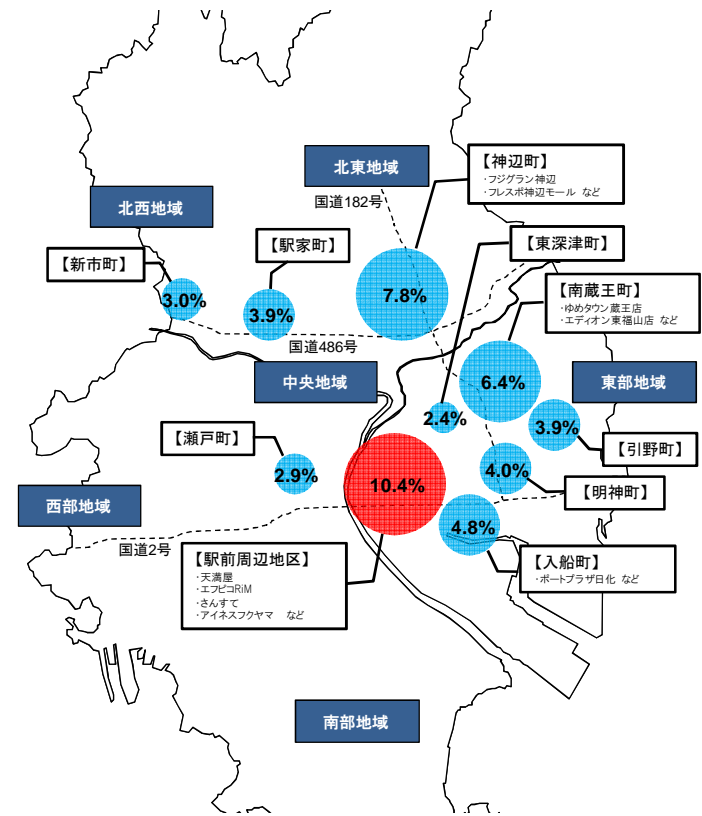 北東地域
【神辺町】
・フジグラン神辺
・フレスポ神辺モール など
北西地域
国道182号
【新市町】
【駅家町】
【東深津町】
3.0%
3.9%
7.8%
【南蔵王町】
・ゆめタウン蔵王店
・エディオン東福山店 など
国道486号
中央地域
6.4%
東部地域
2.4%
3.9%
【瀬戸町】
【引野町】
2.9%
10.4%
4.0%
【明神町】
西部地域
4.8%
国道2号
【駅前周辺地区】
・天満屋
・エフピコRiM
・さんすて
・アイネスフクヤマ など
【入船町】
・ポートプラザ日化 など
南部地域